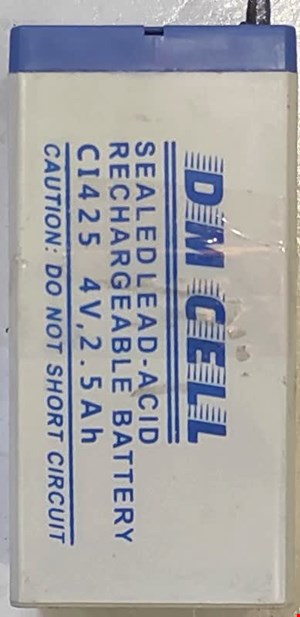 DM CELL
SEALED LEAD-ACID
RECHARGEABLE BATTERY
CI425 4V,2.5Ah
CAUTION: DO NOT SHORT CIRCUIT